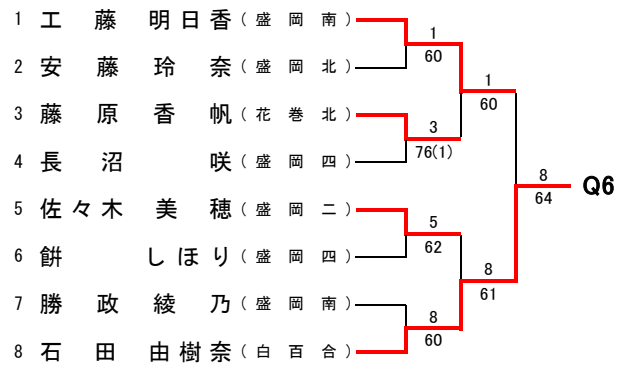 1 工藤 明日香 (盛岡南)
2 安藤 玲奈 (盛岡北)
3 藤原 香帆 (花巻北)
4 長沼 咲 (盛岡四)
5 佐々木 美穂 (盛岡二)
6 餅 しほり (盛岡四)
7 勝政 綾乃 (盛岡南)
8 石田 由樹奈 (白百合)
1
60
3
76(1)
5
62
8
60
1
60
8
61
8
64
Q6